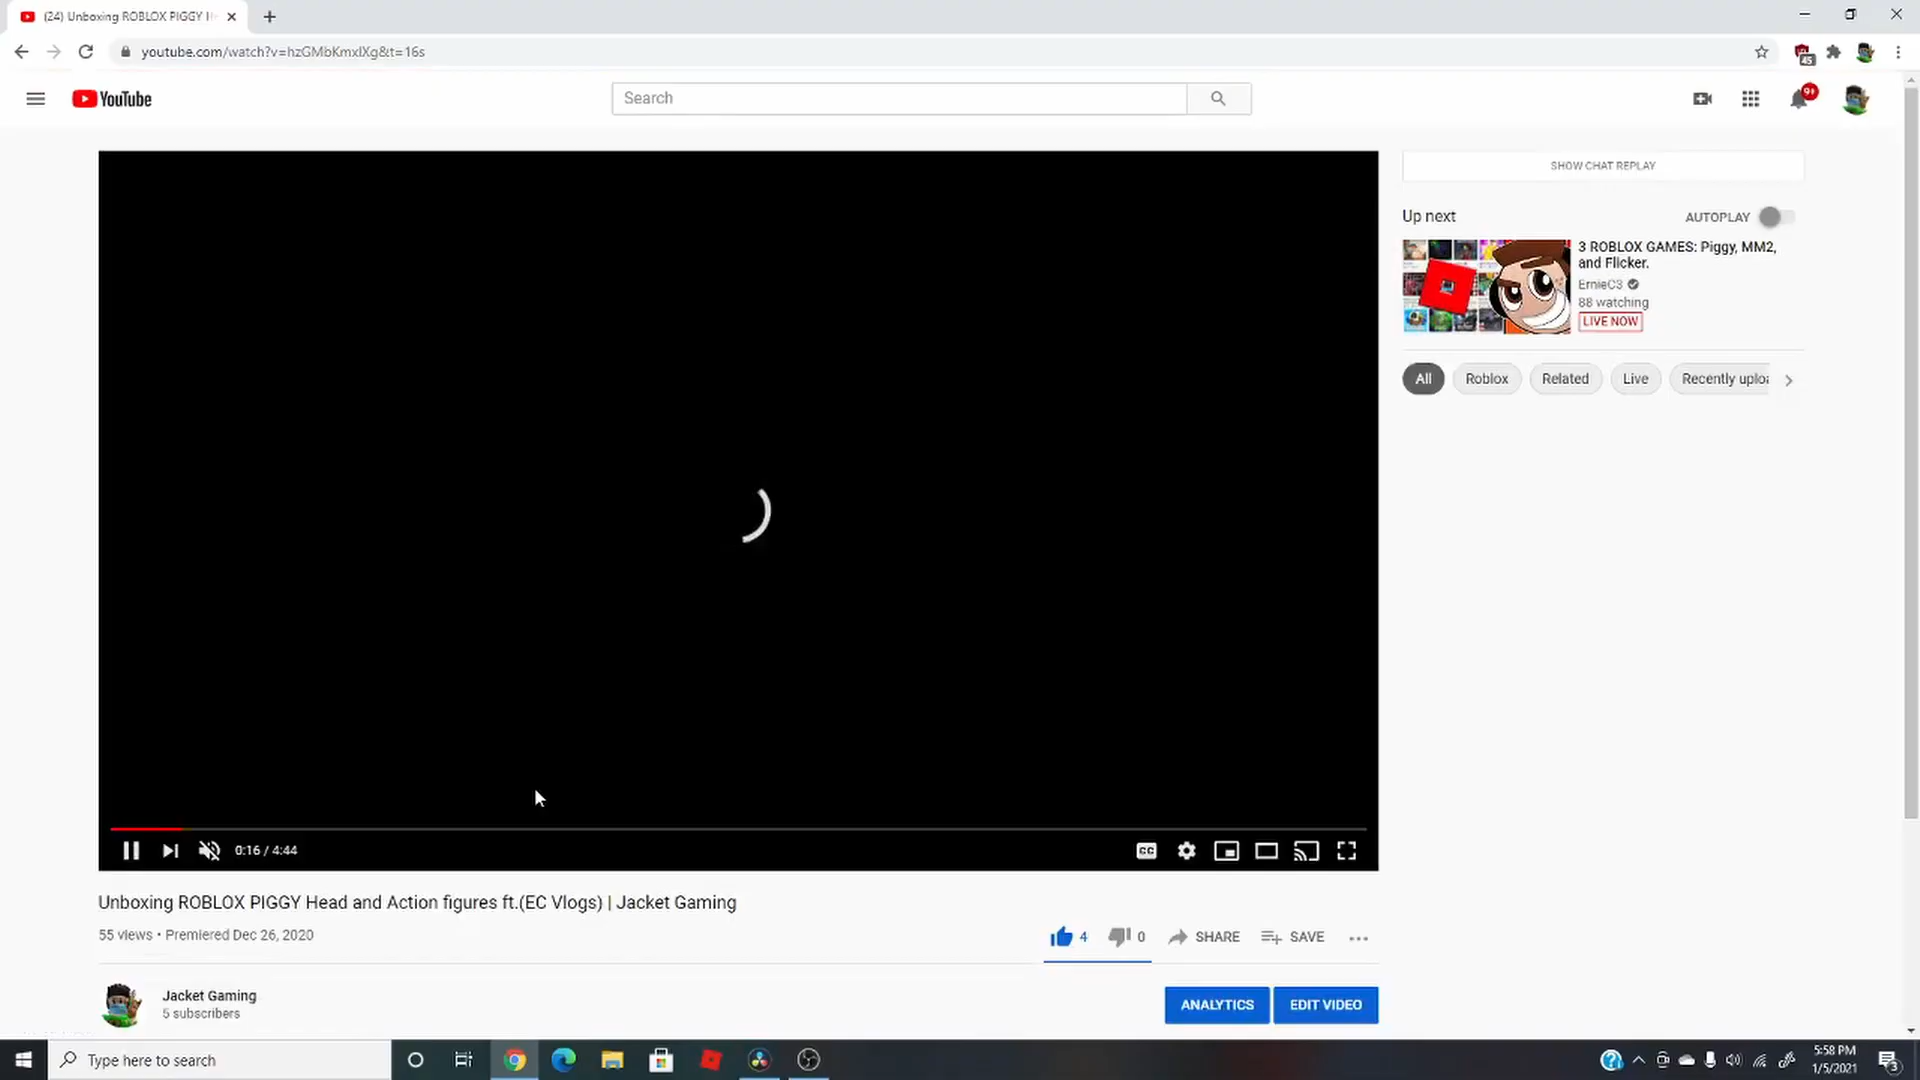 (24) Unboxing ROBLOX PIGGY H
youtube.com/watch?v=hzGMbKmxIXg&t=16s
45
YouTube
Search
9+
SHOW CHAT REPLAY
Up next
AUTOPLAY
3 ROBLOX GAMES: Piggy, MM2,
and Flicker.
ErnieC3
88 watching
LIVE NOW
All
Roblox
Related
Live
Recently uploa
CC
0:16 / 4:44
Unboxing ROBLOX PIGGY Head and Action figures ft.(EC Vlogs) | Jacket Gaming
55 views • Premiered Dec 26, 2020
4
0
SHARE
SAVE
Jacket Gaming
5 subscribers
ANALYTICS
EDIT VIDEO
Type here to search
5:58 PM
1/5/2021
3